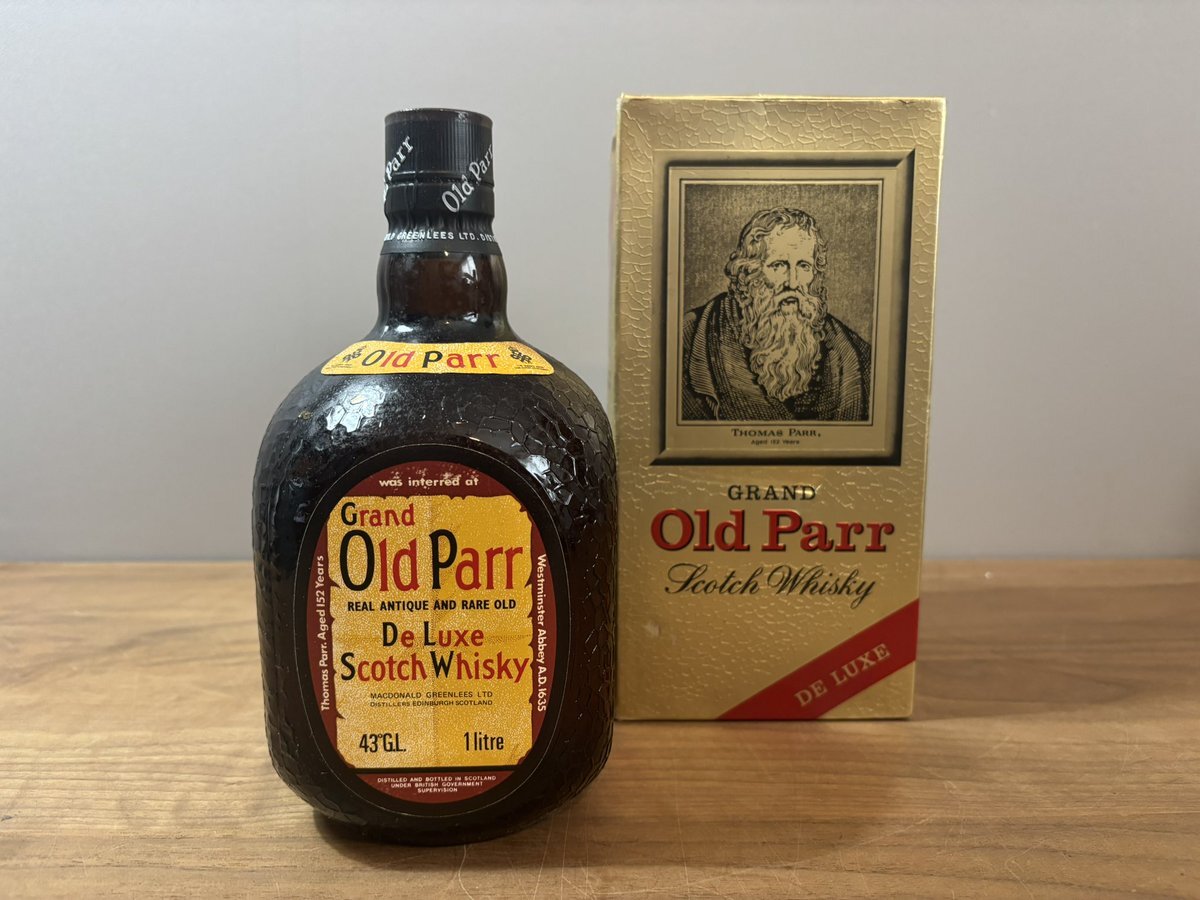 Old Parr
Old Parr
GREENLEES LTD.
Old Parr
was interred at
Grand
Old Parr
REAL ANTIQUE AND RARE OLD
De Luxe
Scotch Whisky
MACDONALD GREENLEES LTD
DISTILLERS EDINBURGH SCOTLAND
43°G.L. 1 litre
Thomas Parr. Aged 152 Years
Westminster Abbey A.D.1635
DISTILLED AND BOTTLED IN SCOTLAND
UNDER BRITISH GOVERNMENT
SUPERVISION
THOMAS PARR,
Aged 152 Years
GRAND
Old Parr
Scotch Whisky
DE LUXE